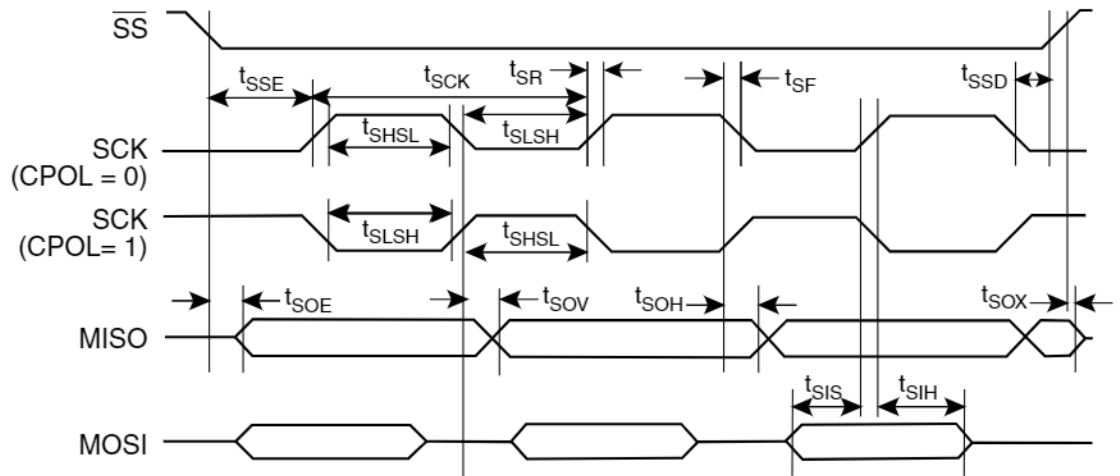 SS
tSSE
tSCK
tSR
tSF
tSSD
SCK
(CPOL = 0)
tSHSL
tSLSH
SCK
(CPOL= 1)
tSLSH
tSHSL
tSOE
tSOV
tSOH
tSOX
MISO
tSIS
tSIH
MOSI